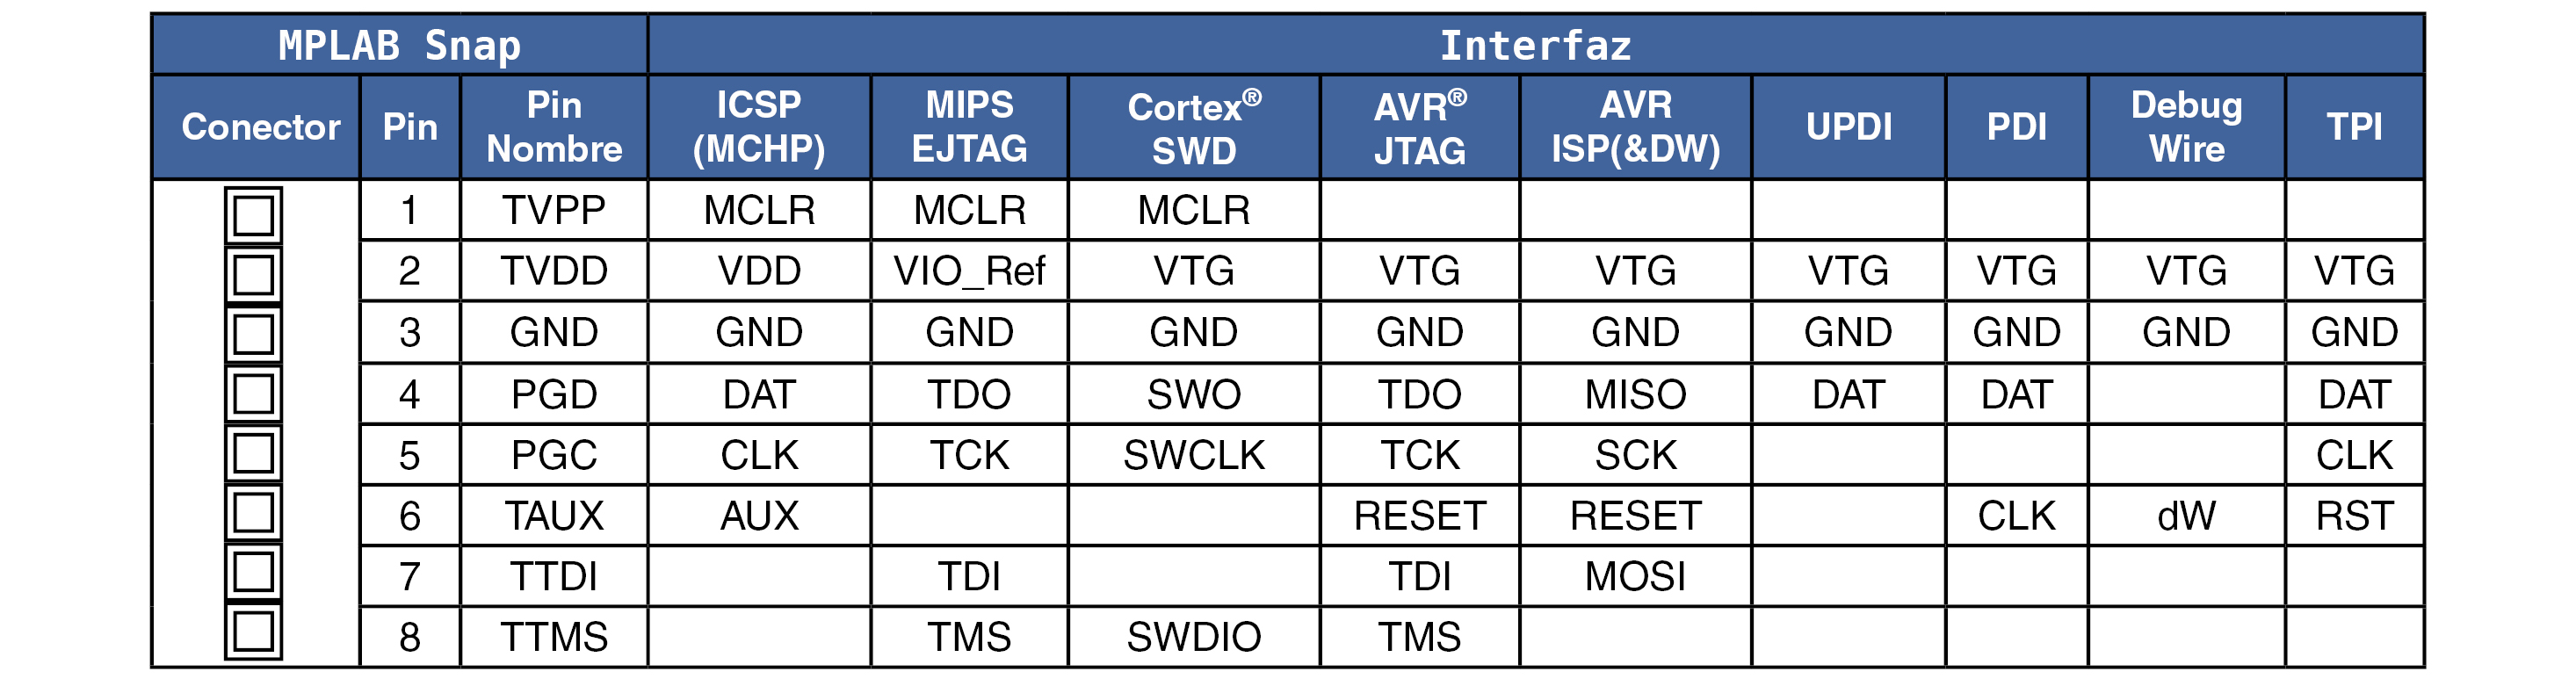 MPLAB Snap Interfaz
Conector Pin Pin Nombre ICSP (MCHP) MIPS EJTAG Cortex® SWD AVR® JTAG AVR ISP(&DW) UPDI PDI Debug Wire TPI
1 TVPP MCLR MCLR MCLR
2 TVDD VDD VIO_Ref VTG VTG VTG VTG VTG VTG VTG
3 GND GND GND GND GND GND GND GND GND GND
4 PGD DAT TDO SWO TDO MISO DAT DAT DAT
5 PGC CLK TCK SWCLK TCK SCK CLK
6 TAUX AUX RESET RESET CLK dW RST
7 TTDI TDI TDI MOSI
8 TTMS TMS SWDIO TMS